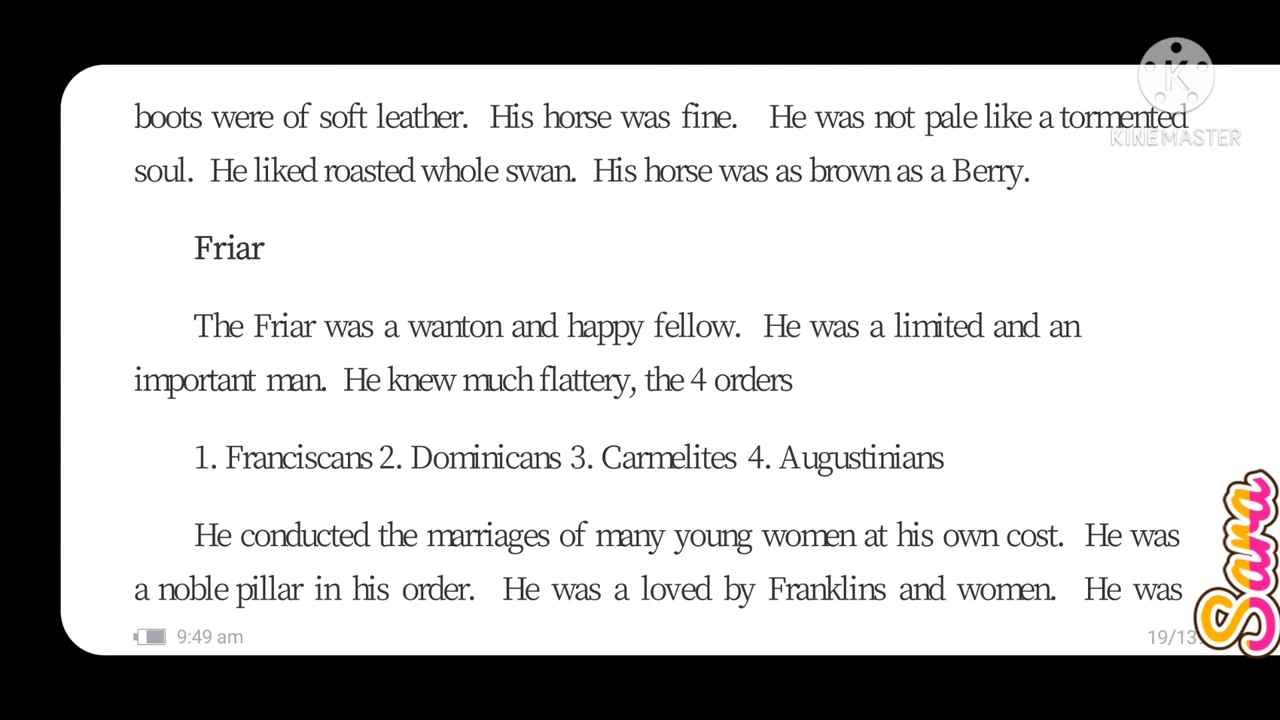 boots were of soft leather. His horse was fine. He was not pale like a tormented
soul. He liked roasted whole swan. His horse was as brown as a Berry.
Friar
The Friar was a wanton and happy fellow. He was a limited and an
important man. He knew much flattery, the 4 orders
1. Franciscans 2. Dominicans 3. Carmelites 4. Augustinians
He conducted the marriages of many young women at his own cost. He was
a noble pillar in his order. He was a loved by Franklins and women. He was
9:49 am
K
KINEMASTER
Sara